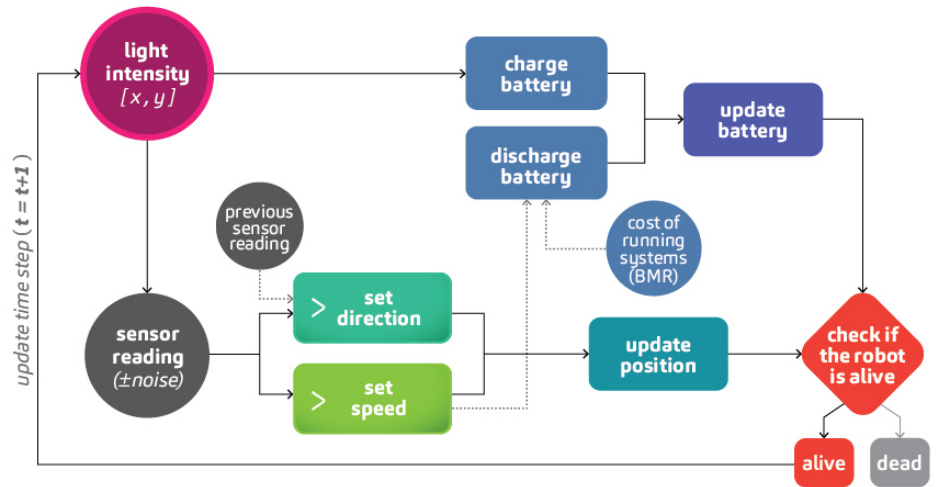 light
intensity
[x,y]
charge
battery
update
battery
discharge
battery
update time step (t = t+1)
previous
sensor
reading
cost of
running
systems
(BMR)
> set
direction
sensor
reading
(±noise)
update
position
check if
the robot
is alive
> set
speed
alive
dead